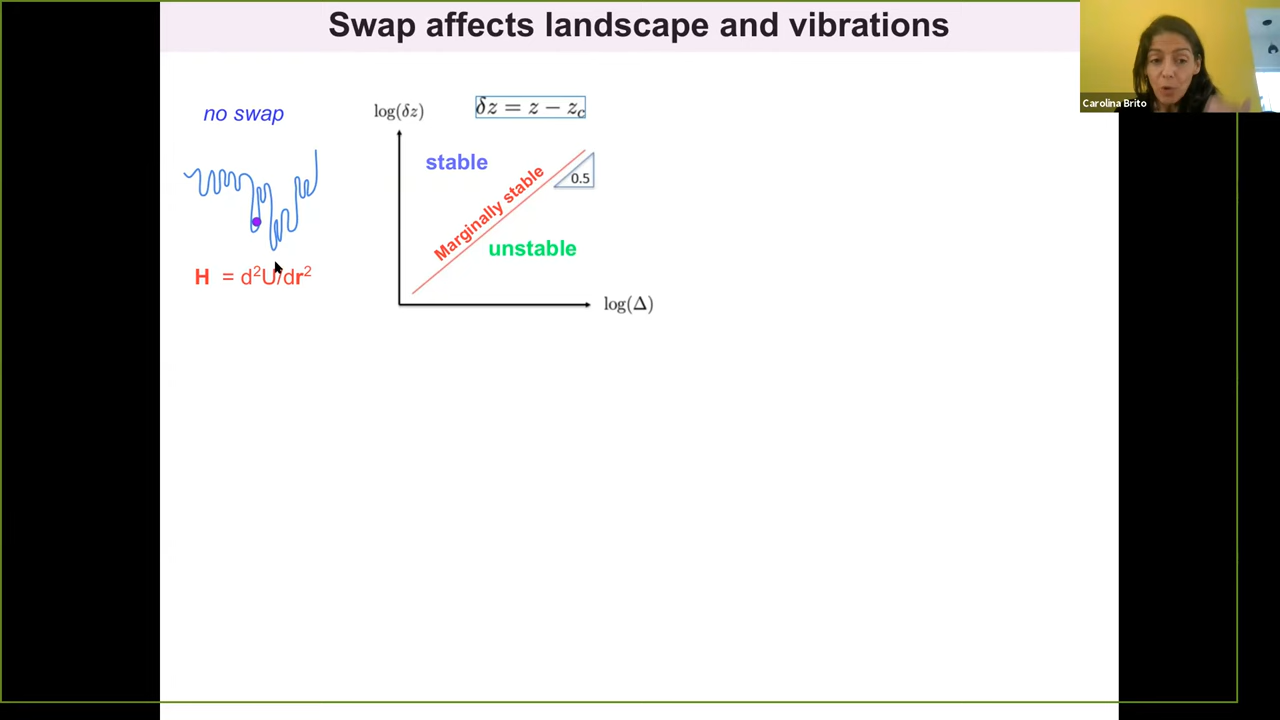 Swap affects landscape and vibrations
Carolina Brito
no swap
H = d²U/dr²
log(δz)
δz = z − z_c
stable
Marginally stable
0.5
unstable
log(Δ)